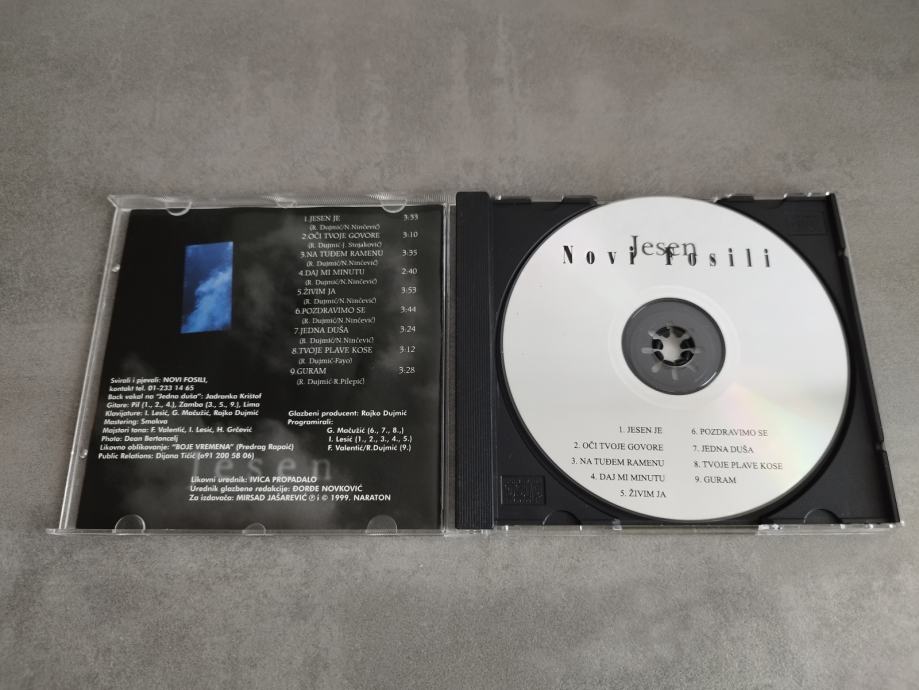 1.JESEN JE 3:33
(R. Dujmić/N.Ninčević)
2.OČI TVOJE GOVORE 3:10
(R. Dujmić-J. Stojaković)
3.NA TUĐEM RAMENU 3:35
(R. Dujmić/N.Ninčević)
4.DAJ MI MINUTU 2:40
(R. Dujmić/N.Ninčević)
5.ŽIVIM JA 3:53
(R. Dujmić/N.Ninčević)
6.POZDRAVIMO SE 3:44
(R. Dujmić/N.Ninčević)
7.JEDNA DUŠA 3:24
(R. Dujmić/N.Ninčević)
8.TVOJE PLAVE KOSE 3:12
(R. Dujmić-Fayo)
9.GURAM 3:28
(R. Dujmić-R.Pilepić)
Svirali i pjevali: NOVI FOSILI,
kontakt tel. 01-233 14 65
Back vokal na "Jedna duša": Jadranka Krištof
Gitare: Pif (1., 2., 4.), Zamba (3., 5., 9.), Lima
Klavijature: I. Lesić, G. Mačužić, Rajko Dujmić
Mastering: Smokva
Majstori tona: F. Valentić, I. Lesić, H. Grčević
Photo: Dean Bertoncelj
Likovno oblikovanje: "BOJE VREMENA" (Predrag Rapaić)
Public Relations: Dijana Tičić (091 200 58 06)
Glazbeni producent: Rajko Dujmić
Programirali:
G. Mačužić (6., 7., 8.,)
I. Lesić (1., 2., 3., 4., 5.)
F. Valentić/R.Dujmić (9.)
Jesen
Likovni urednik: IVICA PROPADALO
Urednik glazbene redakcije: ĐORĐE NOVKOVIĆ
Za izdavača: MIRSAD JAŠAREVIĆ ℗ i © 1999. NARATON
Jesen
Novi Fosili
1. JESEN JE
2. OČI TVOJE GOVORE
3. NA TUĐEM RAMENU
4. DAJ MI MINUTU
5. ŽIVIM JA
6. POZDRAVIMO SE
7. JEDNA DUŠA
8. TVOJE PLAVE KOSE
9. GURAM